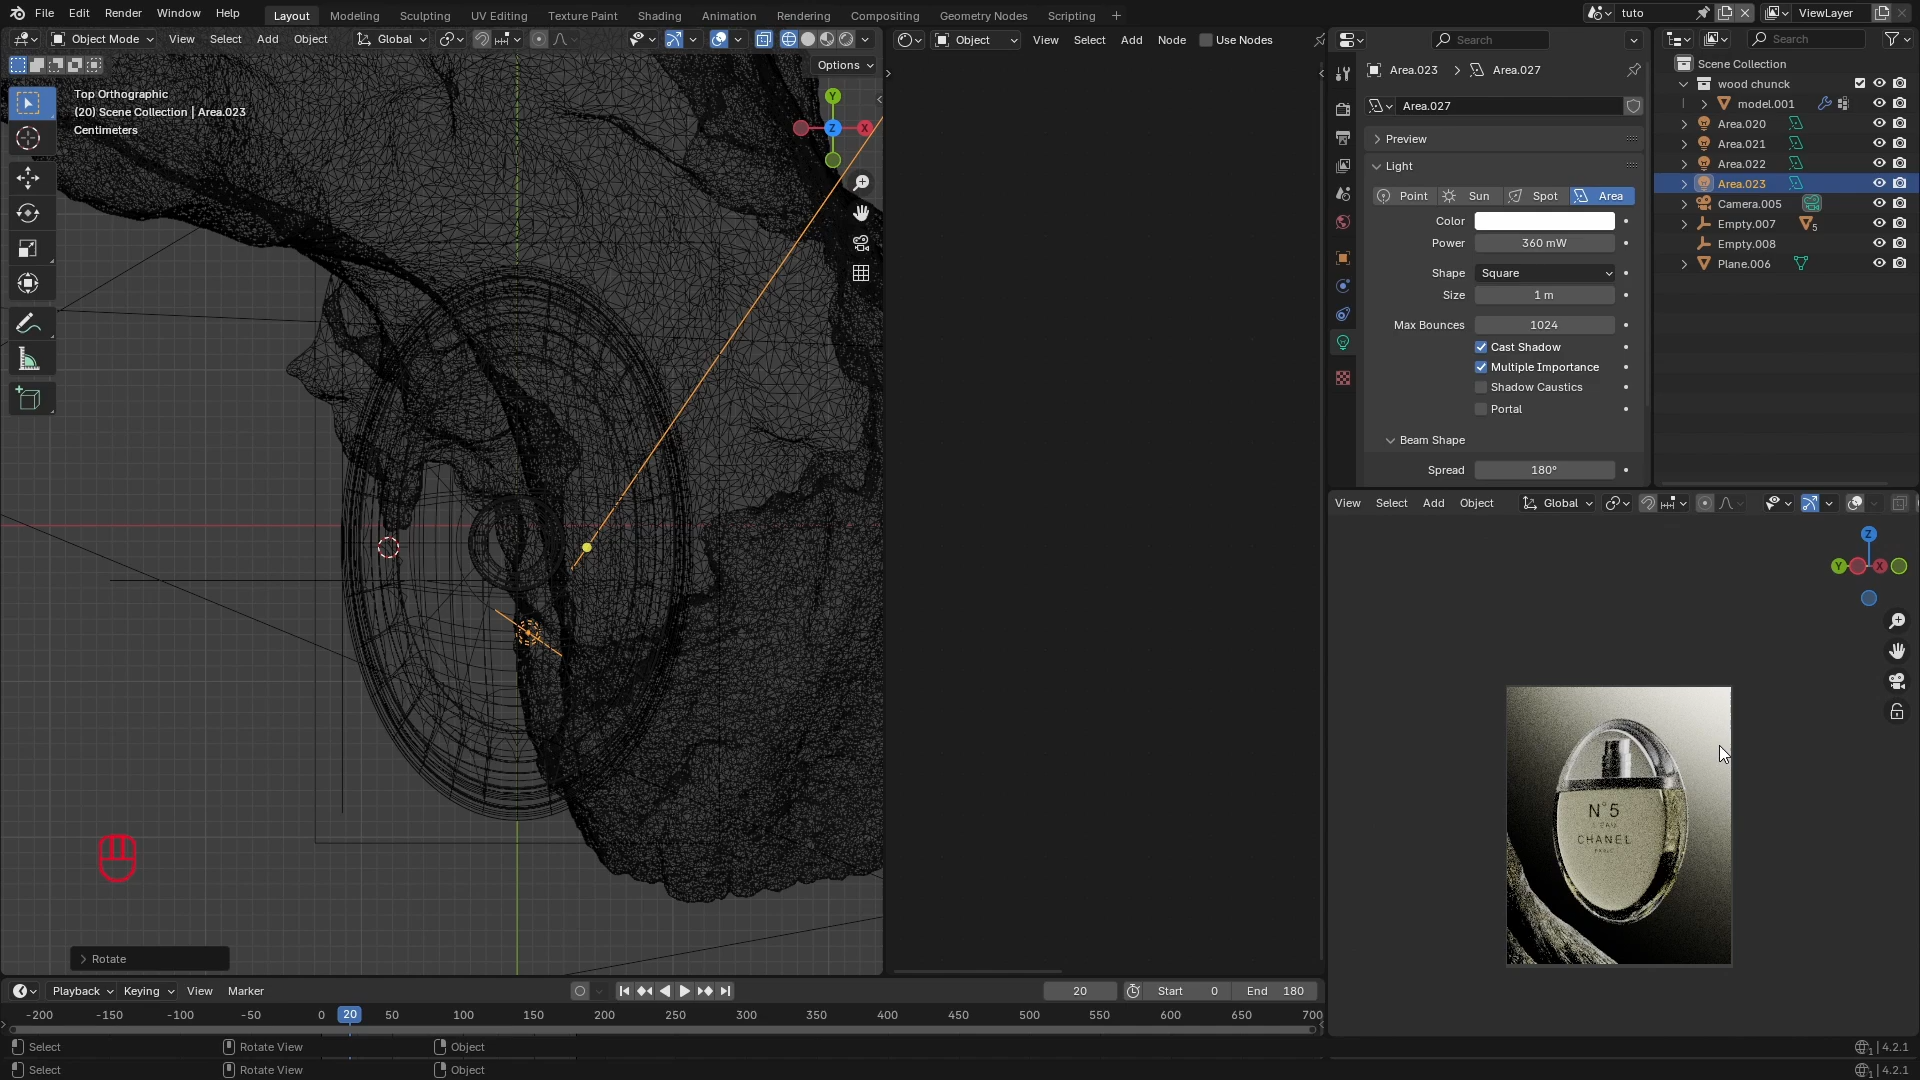 File Edit Render Window Help Layout Modeling Sculpting UV Editing Texture Paint Shading Animation Rendering Compositing Geometry Nodes Scripting + tuto ViewLayer
Object Mode View Select Add Object Global
Options
Top Orthographic
(20) Scene Collection | Area.023
Centimeters
Y
Z
X
Rotate
Object View Select Add Node Use Nodes
Search
Area.023 > Area.027
Area.027
Preview
Light
Point Sun Spot Area
Color
Power 360 mW
Shape Square
Size 1 m
Max Bounces 1024
Cast Shadow
Multiple Importance
Shadow Caustics
Portal
Beam Shape
Spread 180°
Search
Scene Collection
wood chunck
model.001
Area.020
Area.021
Area.022
Area.023
Camera.005
Empty.007 5
Empty.008
Plane.006
View Select Add Object Global
Z
Y X
N°5
L'EAU
CHANEL
PARIS
Playback Keying View Marker 20 Start 0 End 180
-200 -150 -100 -50 0 20 50 100 150 200 250 300 350 400 450 500 550 600 650 700
Select Rotate View Object 1 | 4.2.1
Select Rotate View Object 1 | 4.2.1